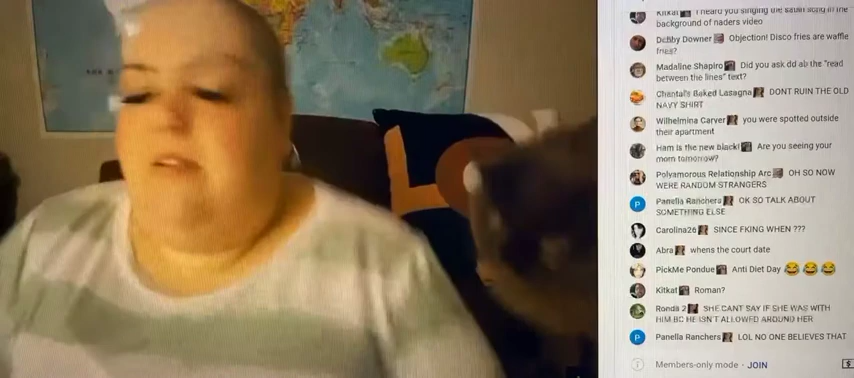 Kitkat I heard you singing the
background of naders video
Debby Downer Objection! Disco fries are waffle
fries?
Madaline Shapiro Did you ask dd ab the "read
between the lines" text?
Chantal's Baked Lasagna DONT RUIN THE OLD
NAVY SHIRT
Wilhelmina Carver you were spotted outside
their apartment
Ham is the new black! Are you seeing your
mom tomorrow?
Polyamorous Relationship Arc OH SO NOW
WERE RANDOM STRANGERS
Panella Ranchers OK SO TALK ABOUT
SOMETHING ELSE
Carolina26 SINCE FKING WHEN ???
Abra whens the court date
PickMe Pondue Anti Diet Day 😂😂😂
Kitkat Roman?
Ronda 2 SHE CANT SAY IF SHE WAS WITH
HIM BC HE ISN'T ALLOWED AROUND HER
Panella Ranchers LOL NO ONE BELIEVES THAT
Members-only mode · JOIN